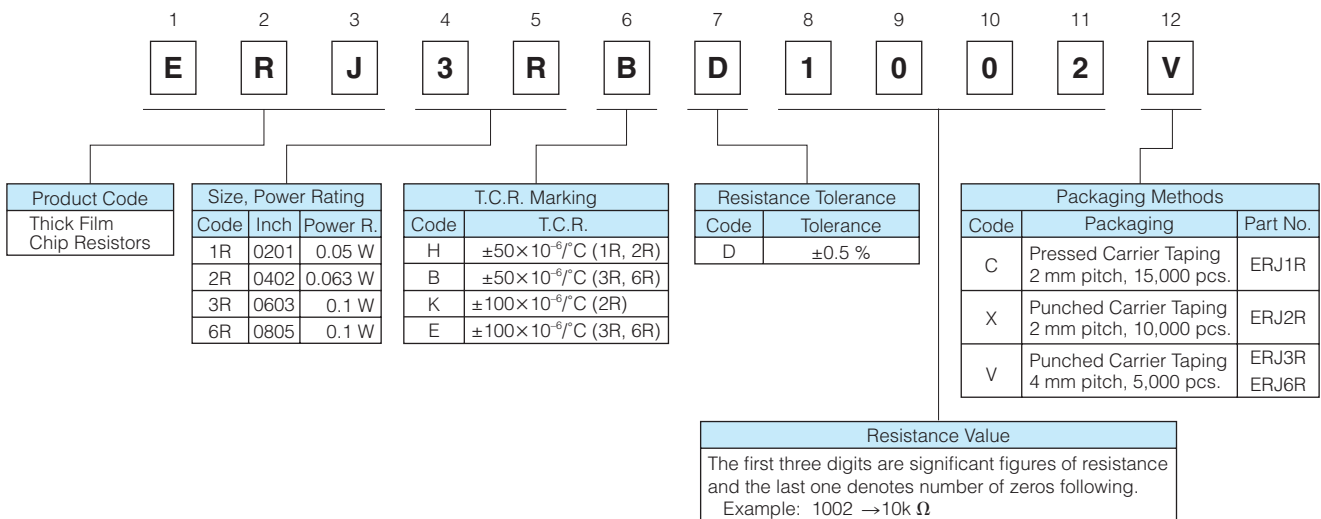 1 2 3 4 5 6 7 8 9 10 11 12
E R J 3 R B D 1 0 0 2 V
Product Code
Thick Film
Chip Resistors
Size, Power Rating
Code Inch Power R.
1R 0201 0.05 W
2R 0402 0.063 W
3R 0603 0.1 W
6R 0805 0.1 W
T.C.R. Marking
Code T.C.R.
H ±50×10⁻⁶/°C (1R, 2R)
B ±50×10⁻⁶/°C (3R, 6R)
K ±100×10⁻⁶/°C (2R)
E ±100×10⁻⁶/°C (3R, 6R)
Resistance Tolerance
Code Tolerance
D ±0.5 %
Packaging Methods
Code Packaging Part No.
C Pressed Carrier Taping
2 mm pitch, 15,000 pcs. ERJ1R
X Punched Carrier Taping
2 mm pitch, 10,000 pcs. ERJ2R
V Punched Carrier Taping ERJ3R
4 mm pitch, 5,000 pcs. ERJ6R
Resistance Value
The first three digits are significant figures of resistance
and the last one denotes number of zeros following.
Example: 1002 →10k Ω